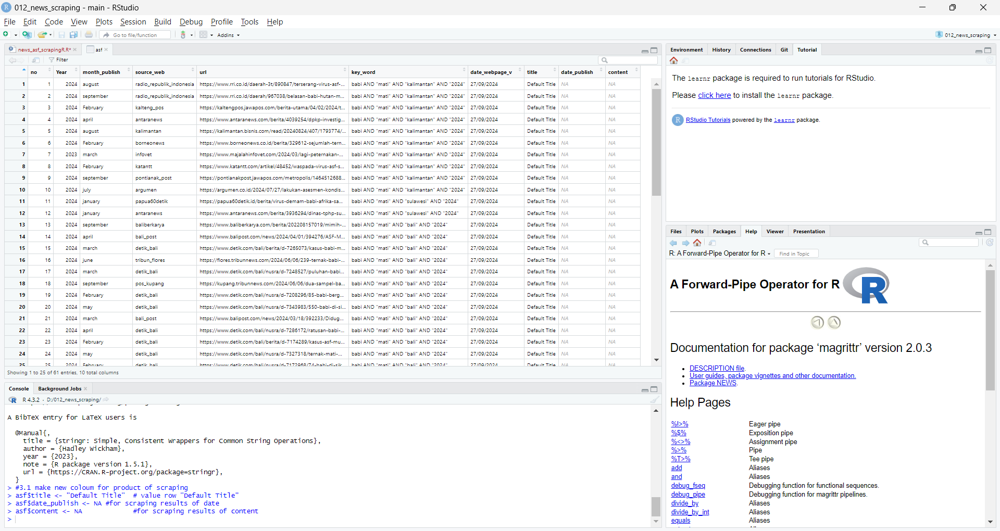 012_news_scraping - main - RStudio
File Edit Code View Plots Session Build Debug Profile Tools Help
Go to file/function Addins 012_news_scraping
news_asf_scrapingR.R* asf
Filter
no Year month_publish source_web url key_word date_webpage_v title date_publish content
1 1 2024 august radio_republik_indonesia https://www.rri.co.id/daerah-3t/890847/terserang-virus-asf-... babi AND "mati" AND "kalimantan" AND "2024" 27/09/2024 Default Title NA NA
2 2 2024 september radio_republik_indonesia https://www.rri.co.id/daerah/967038/belasan-babi-hutan-m... babi AND "mati" AND "kalimantan" AND "2024" 27/09/2024 Default Title NA NA
3 3 2024 February kalteng_pos https://kaltengpos.jawapos.com/berita-utama/04/02/2024/t... babi AND "mati" AND "kalimantan" AND "2024" 27/09/2024 Default Title NA NA
4 4 2024 april antaranews https://www.antaranews.com/berita/4039254/dpkp-investig... babi AND "mati" AND "kalimantan" AND "2024" 27/09/2024 Default Title NA NA
5 5 2024 august kalimantan https://kalimantan.bisnis.com/read/20240824/407/1793774/... babi AND "mati" AND "kalimantan" AND "2024" 27/09/2024 Default Title NA NA
6 6 2024 February borneonews https://www.borneonews.co.id/berita/329612-sejumlah-tern... babi AND "mati" AND "kalimantan" AND "2024" 27/09/2024 Default Title NA NA
7 7 2023 march infovet https://www.majalahinfovet.com/2024/03/lagi-peternakan-... babi AND "mati" AND "kalimantan" AND "2024" 27/09/2024 Default Title NA NA
8 8 2024 February katantt https://www.katantt.com/artikel/48452/waspada-virus-asf-s... babi AND "mati" AND "kalimantan" AND "2024" 27/09/2024 Default Title NA NA
9 9 2024 september pontianak_post https://pontianakpost.jawapos.com/metropolis/1464512688... babi AND "mati" AND "kalimantan" AND "2024" 27/09/2024 Default Title NA NA
10 10 2024 july argumen https://argumen.co.id/2024/07/27/lakukan-asesmen-kondis... babi AND "mati" AND "kalimantan" AND "2024" 27/09/2024 Default Title NA NA
11 11 2024 january papua60detik https://papua60detik.id/berita/virus-demam-babi-afrika-sa... babi AND "mati" AND "sulawesi" AND "2024" 27/09/2024 Default Title NA NA
12 12 2024 january antaranews https://www.antaranews.com/berita/3936294/dinas-tphp-su... babi AND "mati" AND "sulawesi" AND "2024" 27/09/2024 Default Title NA NA
13 13 2024 september baliberkarya https://www.baliberkarya.com/berita/202208157019/mimih-... babi AND "mati" AND "bali" AND "2024" 27/09/2024 Default Title NA NA
14 14 2024 april bali_post https://www.balipost.com/news/2024/04/01/394276/ASF-M... babi AND "mati" AND "bali" AND "2024" 27/09/2024 Default Title NA NA
15 15 2024 march detik_bali https://www.detik.com/bali/berita/d-7265073/kasus-babi-m... babi AND "mati" AND "bali" AND "2024" 27/09/2024 Default Title NA NA
16 16 2024 june tribun_flores https://flores.tribunnews.com/2024/06/06/239-ternak-babi-... babi AND "mati" AND "bali" AND "2024" 27/09/2024 Default Title NA NA
17 17 2024 march detik_bali https://www.detik.com/bali/nusra/d-7248527/puluhan-babi... babi AND "mati" AND "bali" AND "2024" 27/09/2024 Default Title NA NA
18 18 2024 september pos_kupang https://kupang.tribunnews.com/2024/06/06/dua-sampel-ba... babi AND "mati" AND "bali" AND "2024" 27/09/2024 Default Title NA NA
19 19 2024 February detik_bali https://www.detik.com/bali/nusra/d-7208296/85-babi-berg... babi AND "mati" AND "bali" AND "2024" 27/09/2024 Default Title NA NA
20 20 2024 may detik_bali https://www.detik.com/bali/nusra/d-7343983/550-babi-di-si... babi AND "mati" AND "bali" AND "2024" 27/09/2024 Default Title NA NA
21 21 2024 march bali_post https://www.balipost.com/news/2024/03/18/392233/Didug... babi AND "mati" AND "bali" AND "2024" 27/09/2024 Default Title NA NA
22 22 2024 april detik_bali https://www.detik.com/bali/nusra/d-7286172/ratusan-babi-... babi AND "mati" AND "bali" AND "2024" 27/09/2024 Default Title NA NA
23 23 2024 February detik_bali https://www.detik.com/bali/berita/d-7174289/kasus-asf-mu... babi AND "mati" AND "bali" AND "2024" 27/09/2024 Default Title NA NA
24 24 2024 may detik_bali https://www.detik.com/bali/nusra/d-7327318/ternak-mati-... babi AND "mati" AND "bali" AND "2024" 27/09/2024 Default Title NA NA
25 25 2024 February detik_bali https://www.detik.com/bali/nusra/d-7172968/74-babi-di-sik... babi AND "mati" AND "bali" AND "2024" 27/09/2024 Default Title NA NA
Showing 1 to 25 of 61 entries, 10 total columns
Console Background Jobs
R 4.3.2 · D:/012_news_scraping/
A BibTeX entry for LaTeX users is
@Manual{,
title = {stringr: Simple, Consistent Wrappers for Common String Operations},
author = {Hadley Wickham},
year = {2023},
note = {R package version 1.5.1},
url = {https://CRAN.R-project.org/package=stringr},
}
> #3.1 make new coloum for product of scraping
> asf$title <- "Default Title" # value row "Default Title"
> asf$date_publish <- NA #for scraping results of date
> asf$content <- NA #for scraping results of content
>
Environment History Connections Git Tutorial
The learnr package is required to run tutorials for RStudio.
Please click here to install the learnr package.
R RStudio Tutorials powered by the learnr package.
Files Plots Packages Help Viewer Presentation
R: A Forward-Pipe Operator for R Find in Topic
A Forward-Pipe Operator for R
Documentation for package ‘magrittr’ version 2.0.3
• DESCRIPTION file.
• User guides, package vignettes and other documentation.
• Package NEWS.
Help Pages
%!>% Eager pipe
%$% Exposition pipe
%<>% Assignment pipe
%>% Pipe
%T>% Tee pipe
add Aliases
and Aliases
debug_fseq Debugging function for functional sequences.
debug_pipe Debugging function for magrittr pipelines.
divide_by Aliases
divide_by_int Aliases
equals Aliases